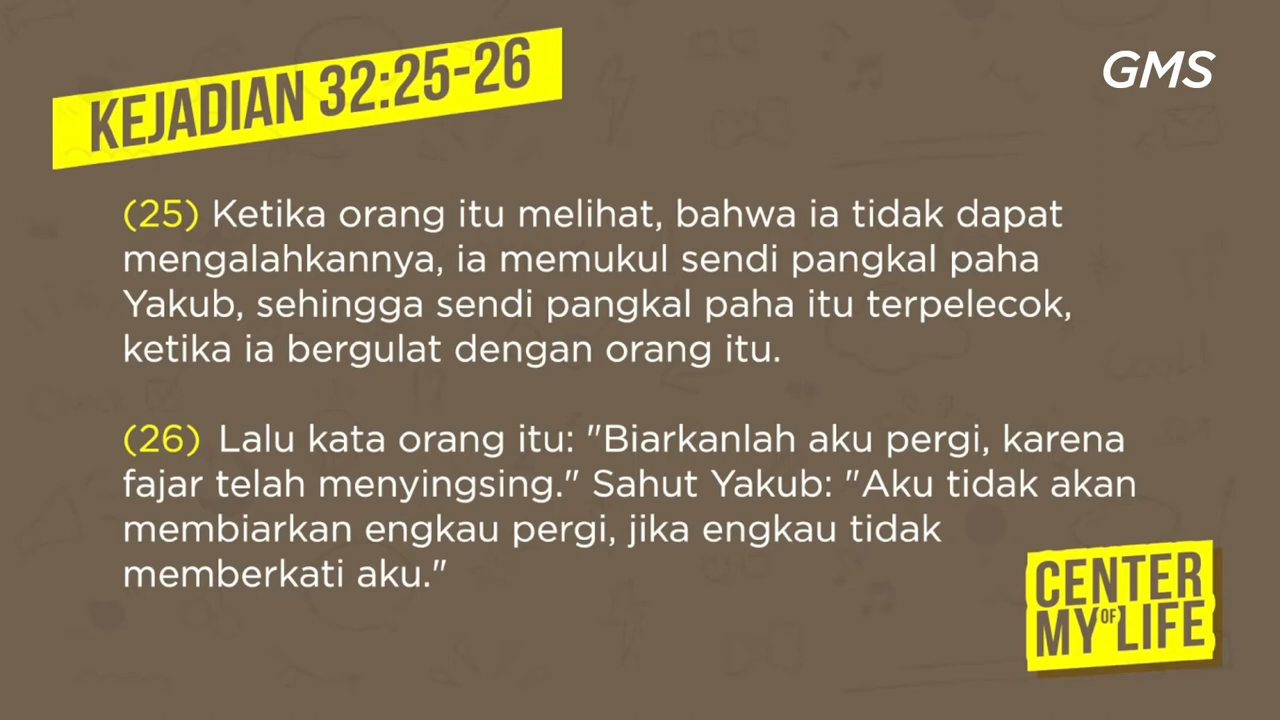 KEJADIAN 32:25-26
GMS
(25) Ketika orang itu melihat, bahwa ia tidak dapat
mengalahkannya, ia memukul sendi pangkal paha
Yakub, sehingga sendi pangkal paha itu terpelecok,
ketika ia bergulat dengan orang itu.
(26) Lalu kata orang itu: "Biarkanlah aku pergi, karena
fajar telah menyingsing." Sahut Yakub: "Aku tidak akan
membiarkan engkau pergi, jika engkau tidak
memberkati aku."
CENTER
MY OF LIFE